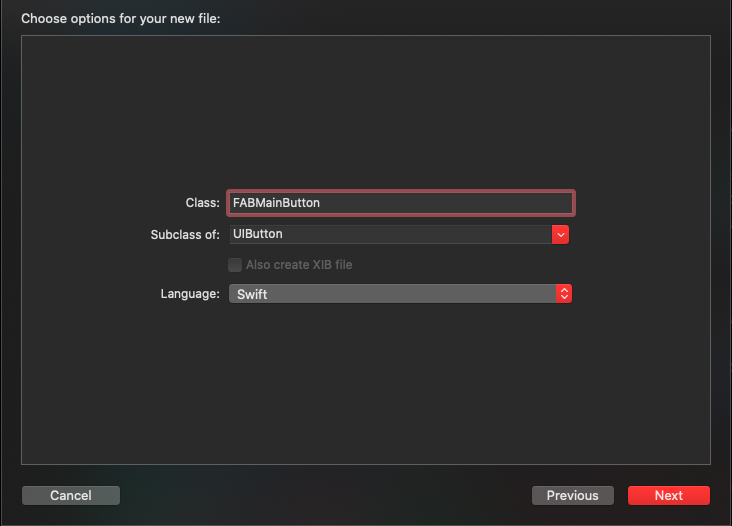 Choose options for your new file:
Class: FABMainButton
Subclass of: UIButton
Also create XIB file
Language: Swift
Cancel Previous Next